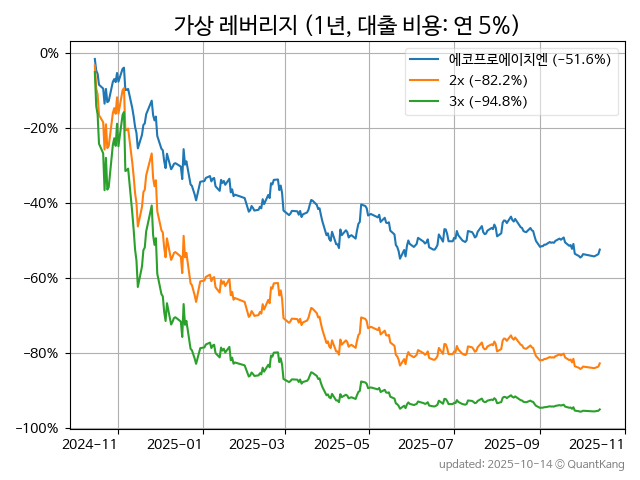 가상 레버리지 (1년, 대출 비용: 연 5%)
에코프로에이치엔 (−51.6%)
2x (−82.2%)
3x (−94.8%)
0%
−20%
−40%
−60%
−80%
−100%
2024−11 2025−01 2025−03 2025−05 2025−07 2025−09 2025−11
updated: 2025-10-14 © QuantKang